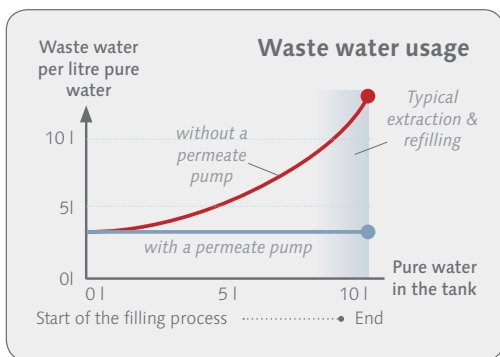 Waste water usage
Waste water
per litre pure
water
Typical
extraction &
refilling
without a
permeate
pump
10 l
5l
with a permeate pump
0l
Pure water
in the tank
0 l
5 l
10 l
Start of the filling process
End